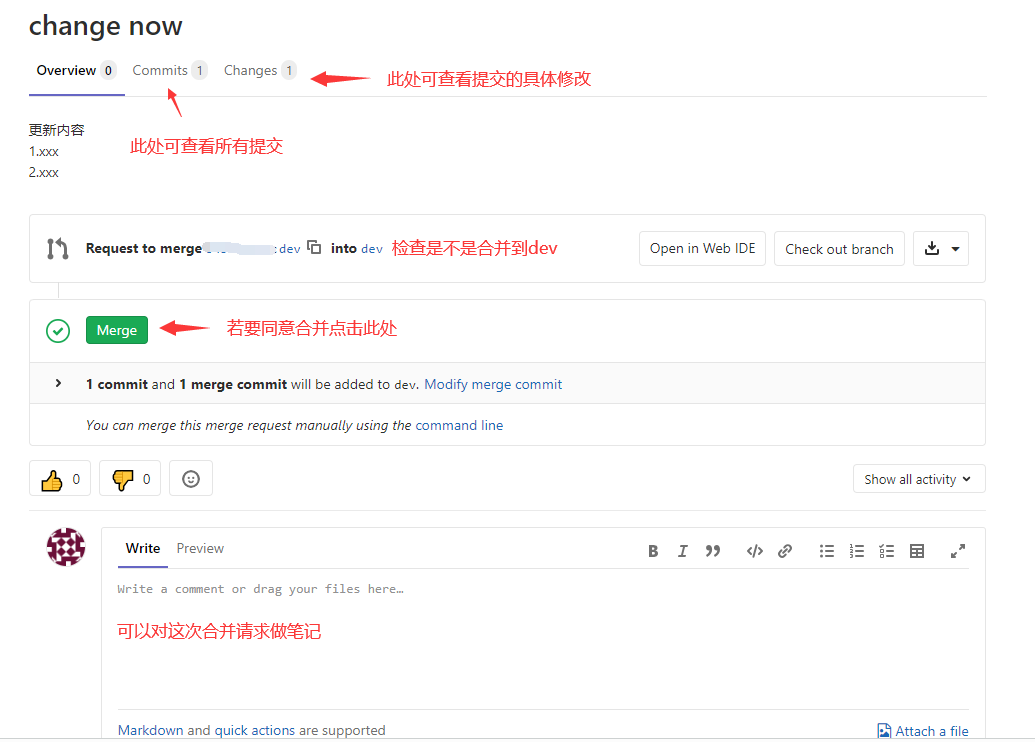 change now
Overview 0 Commits 1 Changes 1
此处可查看提交的具体修改
此处可查看所有提交
更新内容
1.xxx
2.xxx
Request to merge :dev into dev 检查是不是合并到dev Open in Web IDE Check out branch
Merge 若要同意合并点击此处
1 commit and 1 merge commit will be added to dev. Modify merge commit
You can merge this merge request manually using the command line
0 0 Show all activity
Write Preview
Write a comment or drag your files here…
可以对这次合并请求做笔记
Markdown and quick actions are supported Attach a file